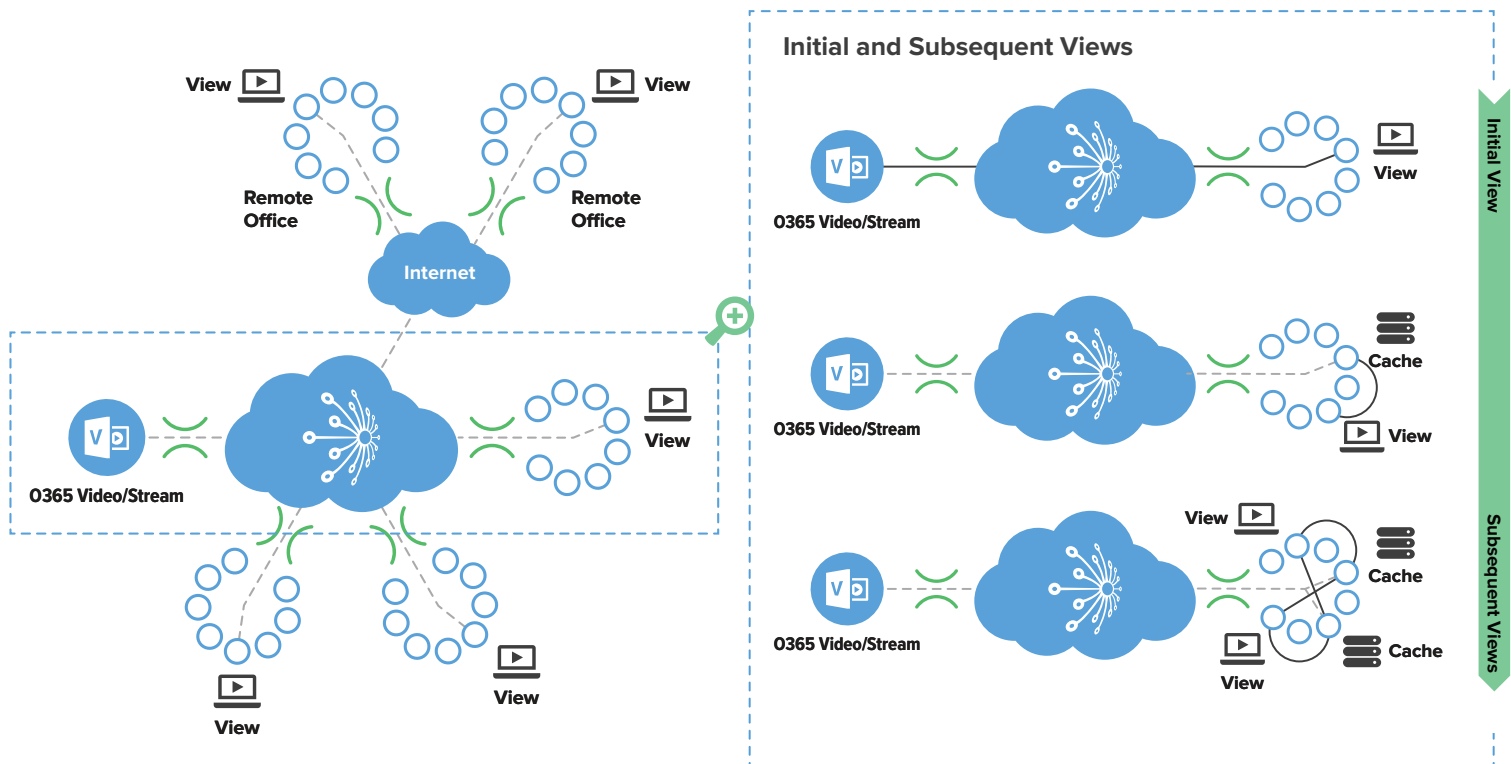 View
View
Remote
Office
Remote
Office
Internet
V
O365 Video/Stream
View
View
View
Initial and Subsequent Views
V
O365 Video/Stream
View
Initial View
V
O365 Video/Stream
Cache
View
V
O365 Video/Stream
View
Cache
View
Cache
Subsequent Views